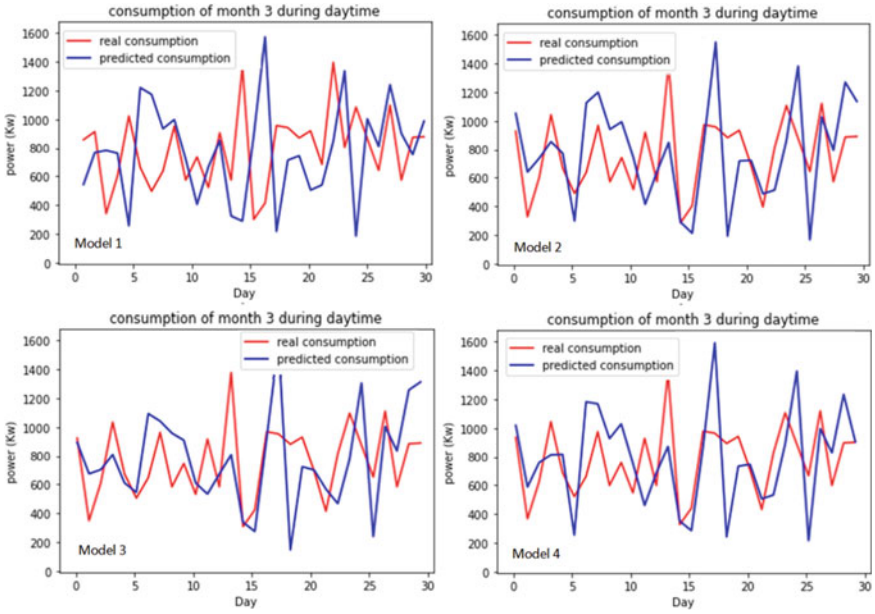 consumption of month 3 during daytime
1600
1400
1200
1000
800
600
400
200
0
power (Kw)
real consumption
predicted consumption
Model 1
0 5 10 15 20 25 30
Day
consumption of month 3 during daytime
1600
1400
1200
1000
800
600
400
200
0
power (Kw)
real consumption
predicted consumption
Model 2
0 5 10 15 20 25 30
Day
consumption of month 3 during daytime
1600
1400
1200
1000
800
600
400
200
0
power (Kw)
real consumption
predicted consumption
Model 3
0 5 10 15 20 25 30
Day
consumption of month 3 during daytime
1600
1400
1200
1000
800
600
400
200
0
power (Kw)
real consumption
predicted consumption
Model 4
0 5 10 15 20 25 30
Day